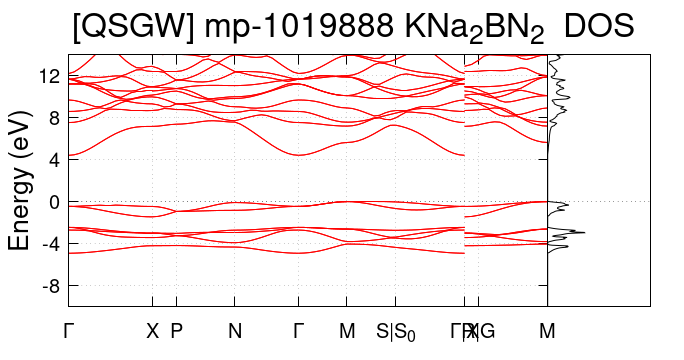 [QSGW] mp-1019888 KNa₂BN₂ DOS
Energy (eV)
12
8
4
0
-4
-8
Γ X P N Γ M S|S₀ Γ|X R|G M